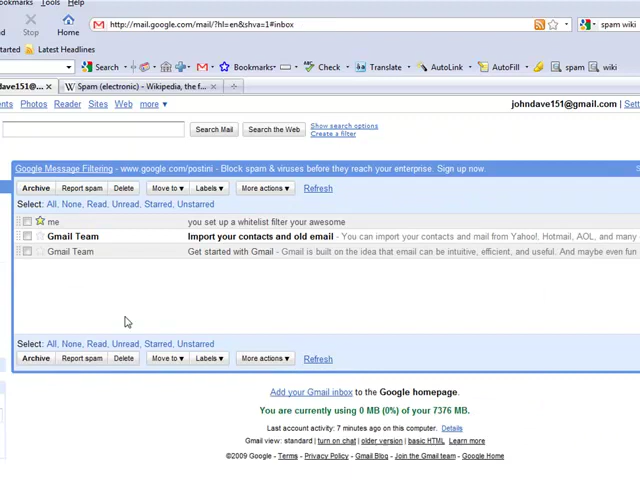 ookmarks Tools Help
Stop Home http://mail.google.com/mail/?hl=en&shva=1#inbox spam wiki
tarted Latest Headlines
Search Bookmarks Check Translate AutoLink AutoFill spam wiki
dave151@... Spam (electronic) - Wikipedia, the f...
ents Photos Reader Sites Web more ▼ johndave151@gmail.com | Sett
Search Mail Search the Web Show search options
Create a filter
Google Message Filtering - www.google.com/postini - Block spam & viruses before they reach your enterprise. Sign up now.
Archive Report spam Delete Move to ▼ Labels ▼ More actions ▼ Refresh
Select: All, None, Read, Unread, Starred, Unstarred
me you set up a whitelist filter your awesome
Gmail Team Import your contacts and old email - You can import your contacts and mail from Yahoo!, Hotmail, AOL, and many
Gmail Team Get started with Gmail - Gmail is built on the idea that email can be intuitive, efficient, and useful. And maybe even fun
Select: All, None, Read, Unread, Starred, Unstarred
Archive Report spam Delete Move to ▼ Labels ▼ More actions ▼ Refresh
Add your Gmail inbox to the Google homepage.
You are currently using 0 MB (0%) of your 7376 MB.
Last account activity: 7 minutes ago on this computer. Details
Gmail view: standard | turn on chat | older version | basic HTML Learn more
©2009 Google - Terms - Privacy Policy - Gmail Blog - Join the Gmail team - Google Home